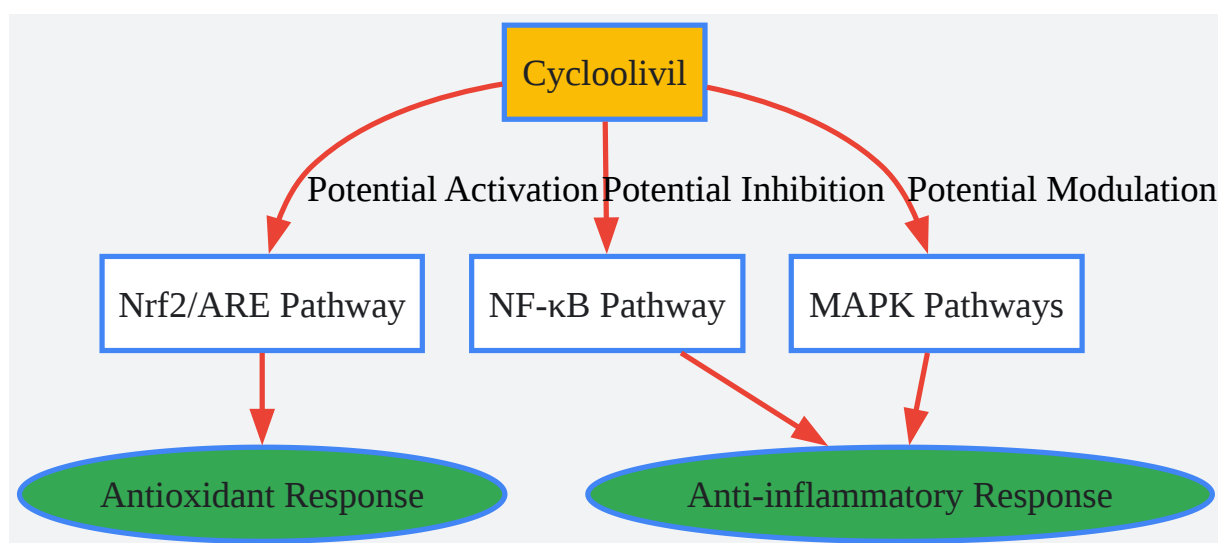 Cycloolivil
Potential Activation
Potential Inhibition
Potential Modulation
Nrf2/ARE Pathway
NF-κB Pathway
MAPK Pathways
Antioxidant Response
Anti-inflammatory Response